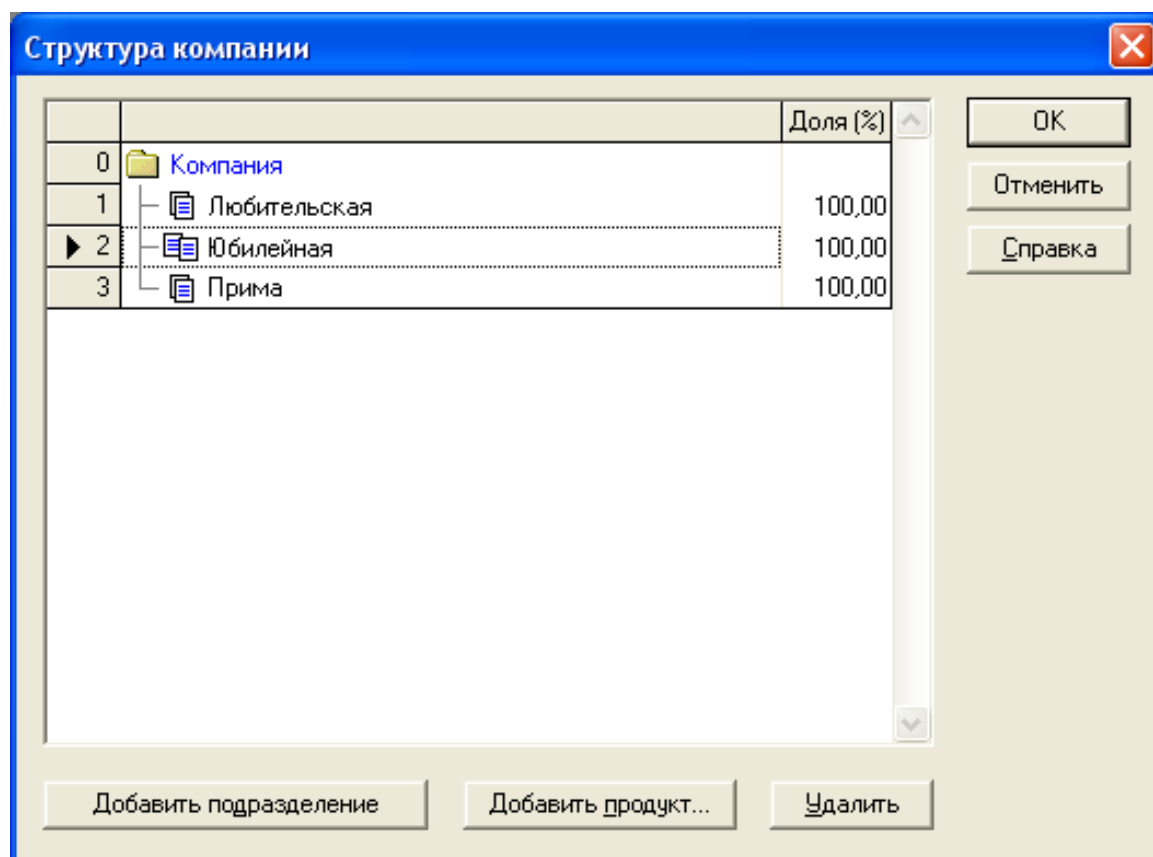 Структура компании
Доля (%)
OK
0 Компания
Отменить
1 Любительская 100,00
2 Юбилейная 100,00
Справка
3 Прима 100,00
Добавить подразделение Добавить продукт... Удалить